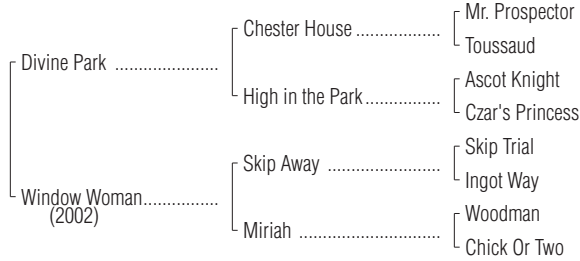 Mr. Prospector
Chester House ..................
Toussaud
Divine Park ......................
Ascot Knight
High in the Park................
Czar's Princess
Skip Trial
Skip Away ........................
Ingot Way
Window Woman................
(2002)
Woodman
Miriah ..............................
Chick Or Two